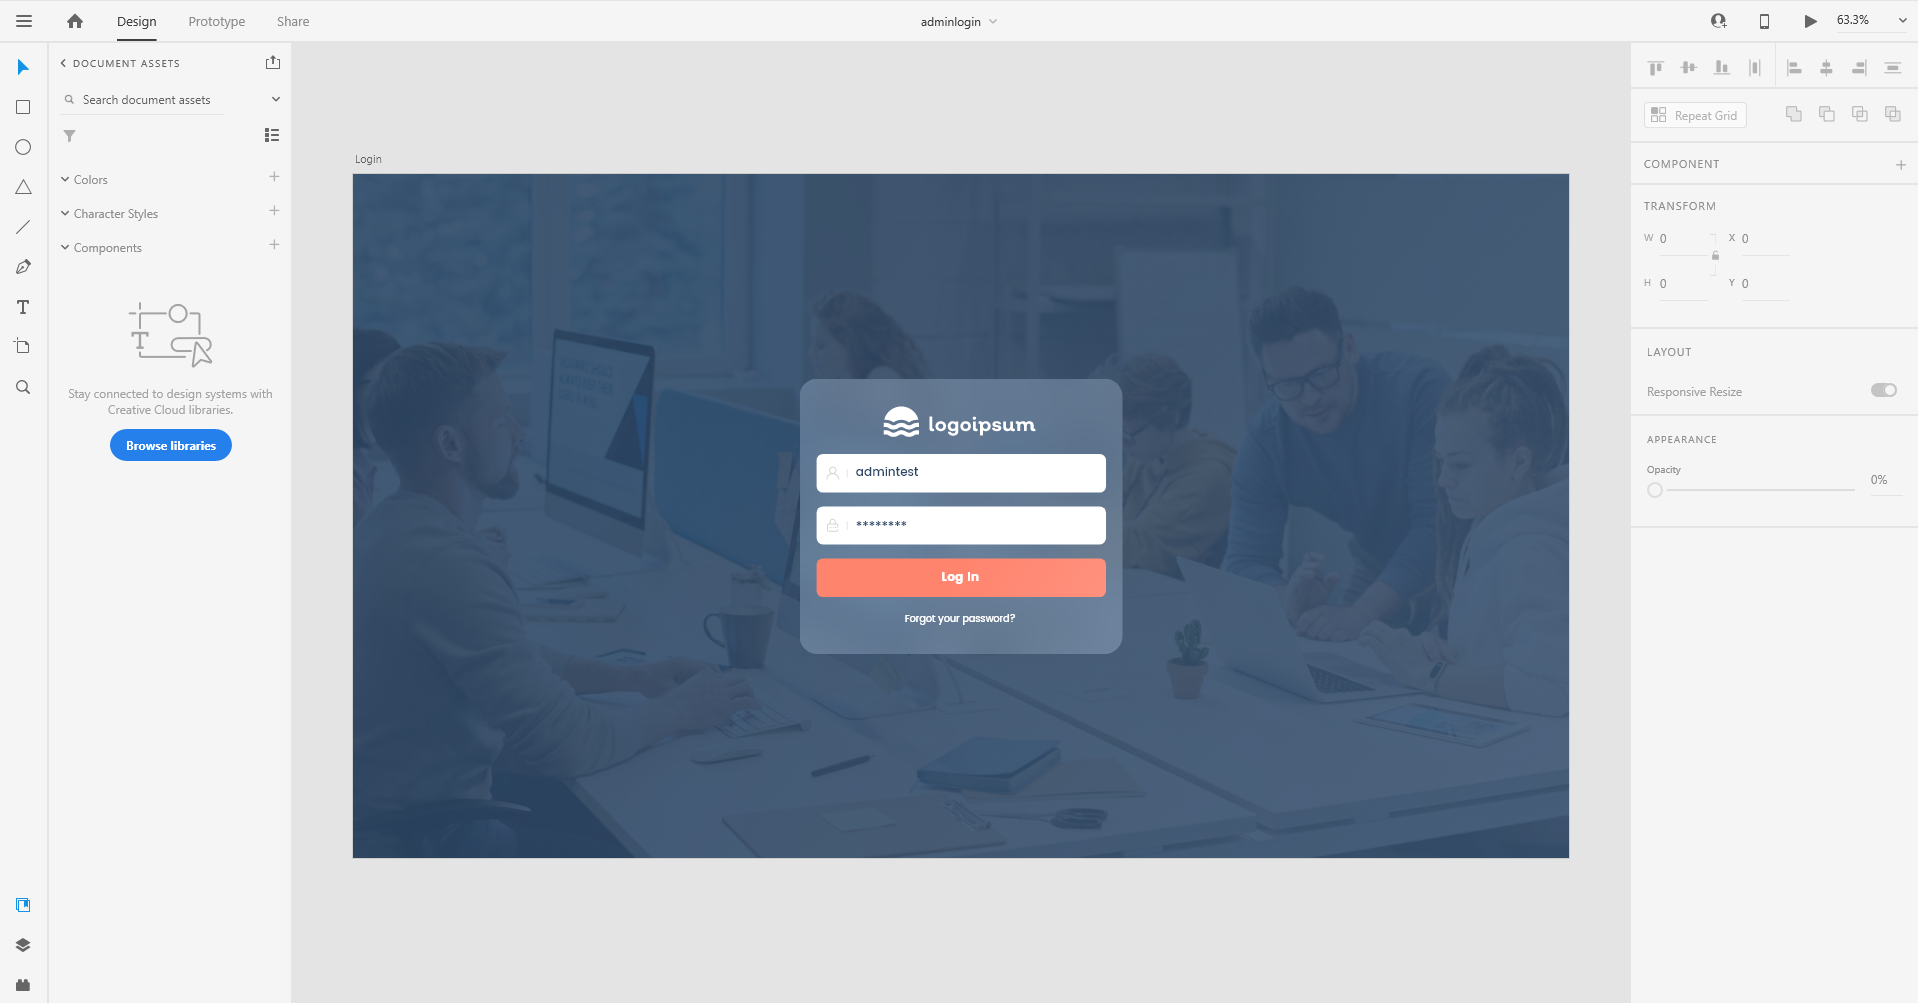 Design
Prototype
Share
adminlogin
63.3%
DOCUMENT ASSETS
Search document assets
Colors
Character Styles
Components
T
Stay connected to design systems with
Creative Cloud libraries.
Browse libraries
Login
logoipsum
admintest
********
Log In
Forgot your password?
Repeat Grid
COMPONENT
TRANSFORM
W 0 X 0
H 0 Y 0
LAYOUT
Responsive Resize
APPEARANCE
Opacity
0%